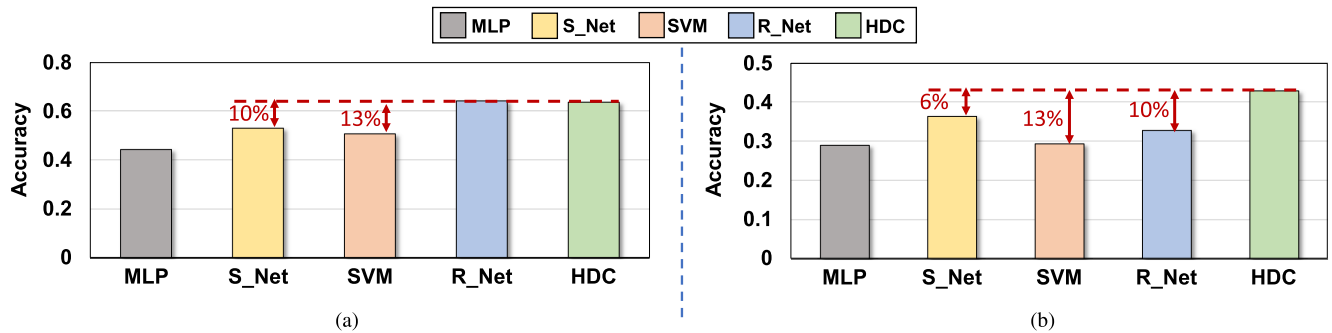 MLP S_Net SVM R_Net HDC
Accuracy
0.8
0.6
0.4
0.2
0
10%
13%
MLP S_Net SVM R_Net HDC
(a)
Accuracy
0.5
0.4
0.3
0.2
0.1
0
6%
13%
10%
MLP S_Net SVM R_Net HDC
(b)